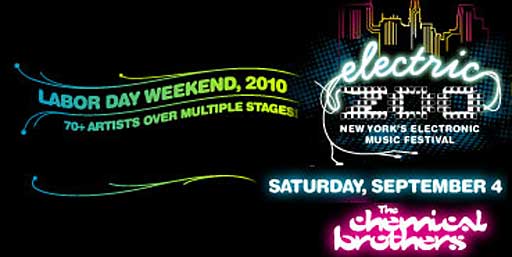 LABOR DAY WEEKEND, 2010
70+ ARTISTS OVER MULTIPLE STAGES!
electric
ZOO
NEW YORK'S ELECTRONIC
MUSIC FESTIVAL
SATURDAY, SEPTEMBER 4
The
chemical
brothers